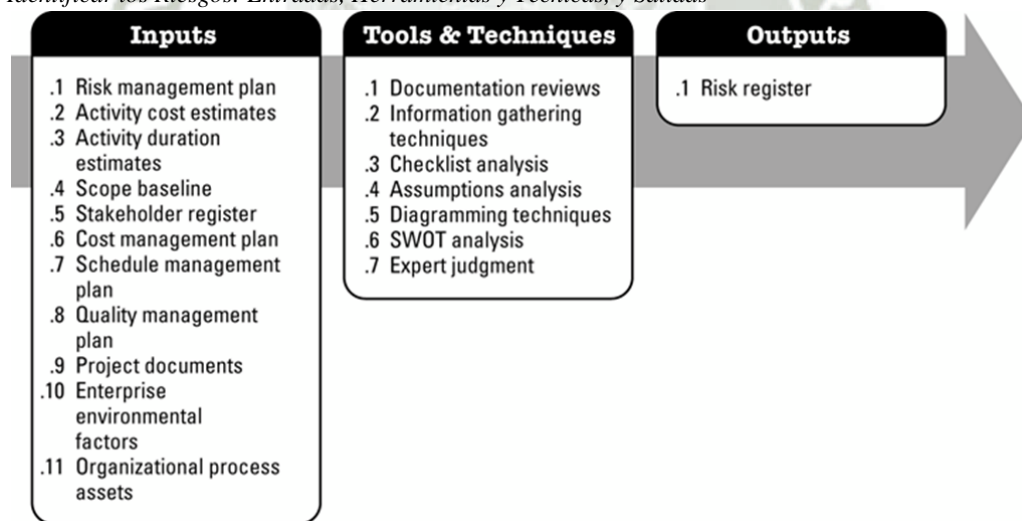 Identificar los Riesgos: Entradas, Herramientas y Técnicas, y Salidas
Inputs
.1 Risk management plan
.2 Activity cost estimates
.3 Activity duration
estimates
.4 Scope baseline
.5 Stakeholder register
.6 Cost management plan
.7 Schedule management
plan
.8 Quality management
plan
.9 Project documents
.10 Enterprise
environmental
factors
.11 Organizational process
assets
Tools & Techniques
.1 Documentation reviews
.2 Information gathering
techniques
.3 Checklist analysis
.4 Assumptions analysis
.5 Diagramming techniques
.6 SWOT analysis
.7 Expert judgment
Outputs
.1 Risk register